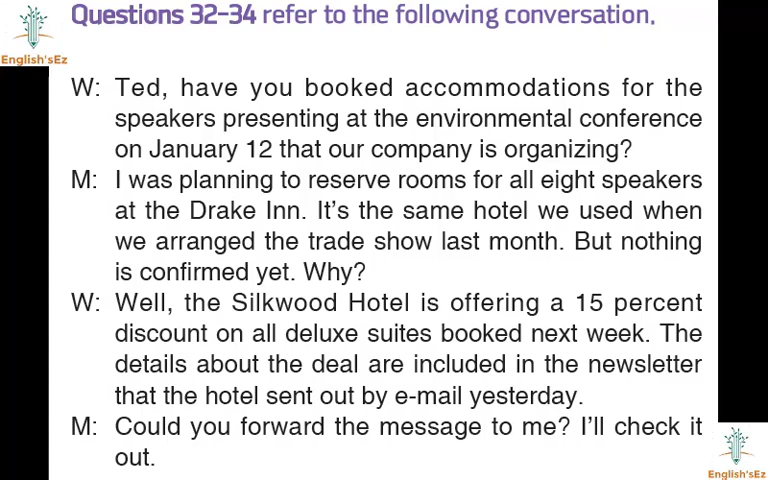 Questions 32–34 refer to the following conversation.
English'sEz
W: Ted, have you booked accommodations for the
speakers presenting at the environmental conference
on January 12 that our company is organizing?
M: I was planning to reserve rooms for all eight speakers
at the Drake Inn. It's the same hotel we used when
we arranged the trade show last month. But nothing
is confirmed yet. Why?
W: Well, the Silkwood Hotel is offering a 15 percent
discount on all deluxe suites booked next week. The
details about the deal are included in the newsletter
that the hotel sent out by e-mail yesterday.
M: Could you forward the message to me? I'll check it
out.
English'sEz